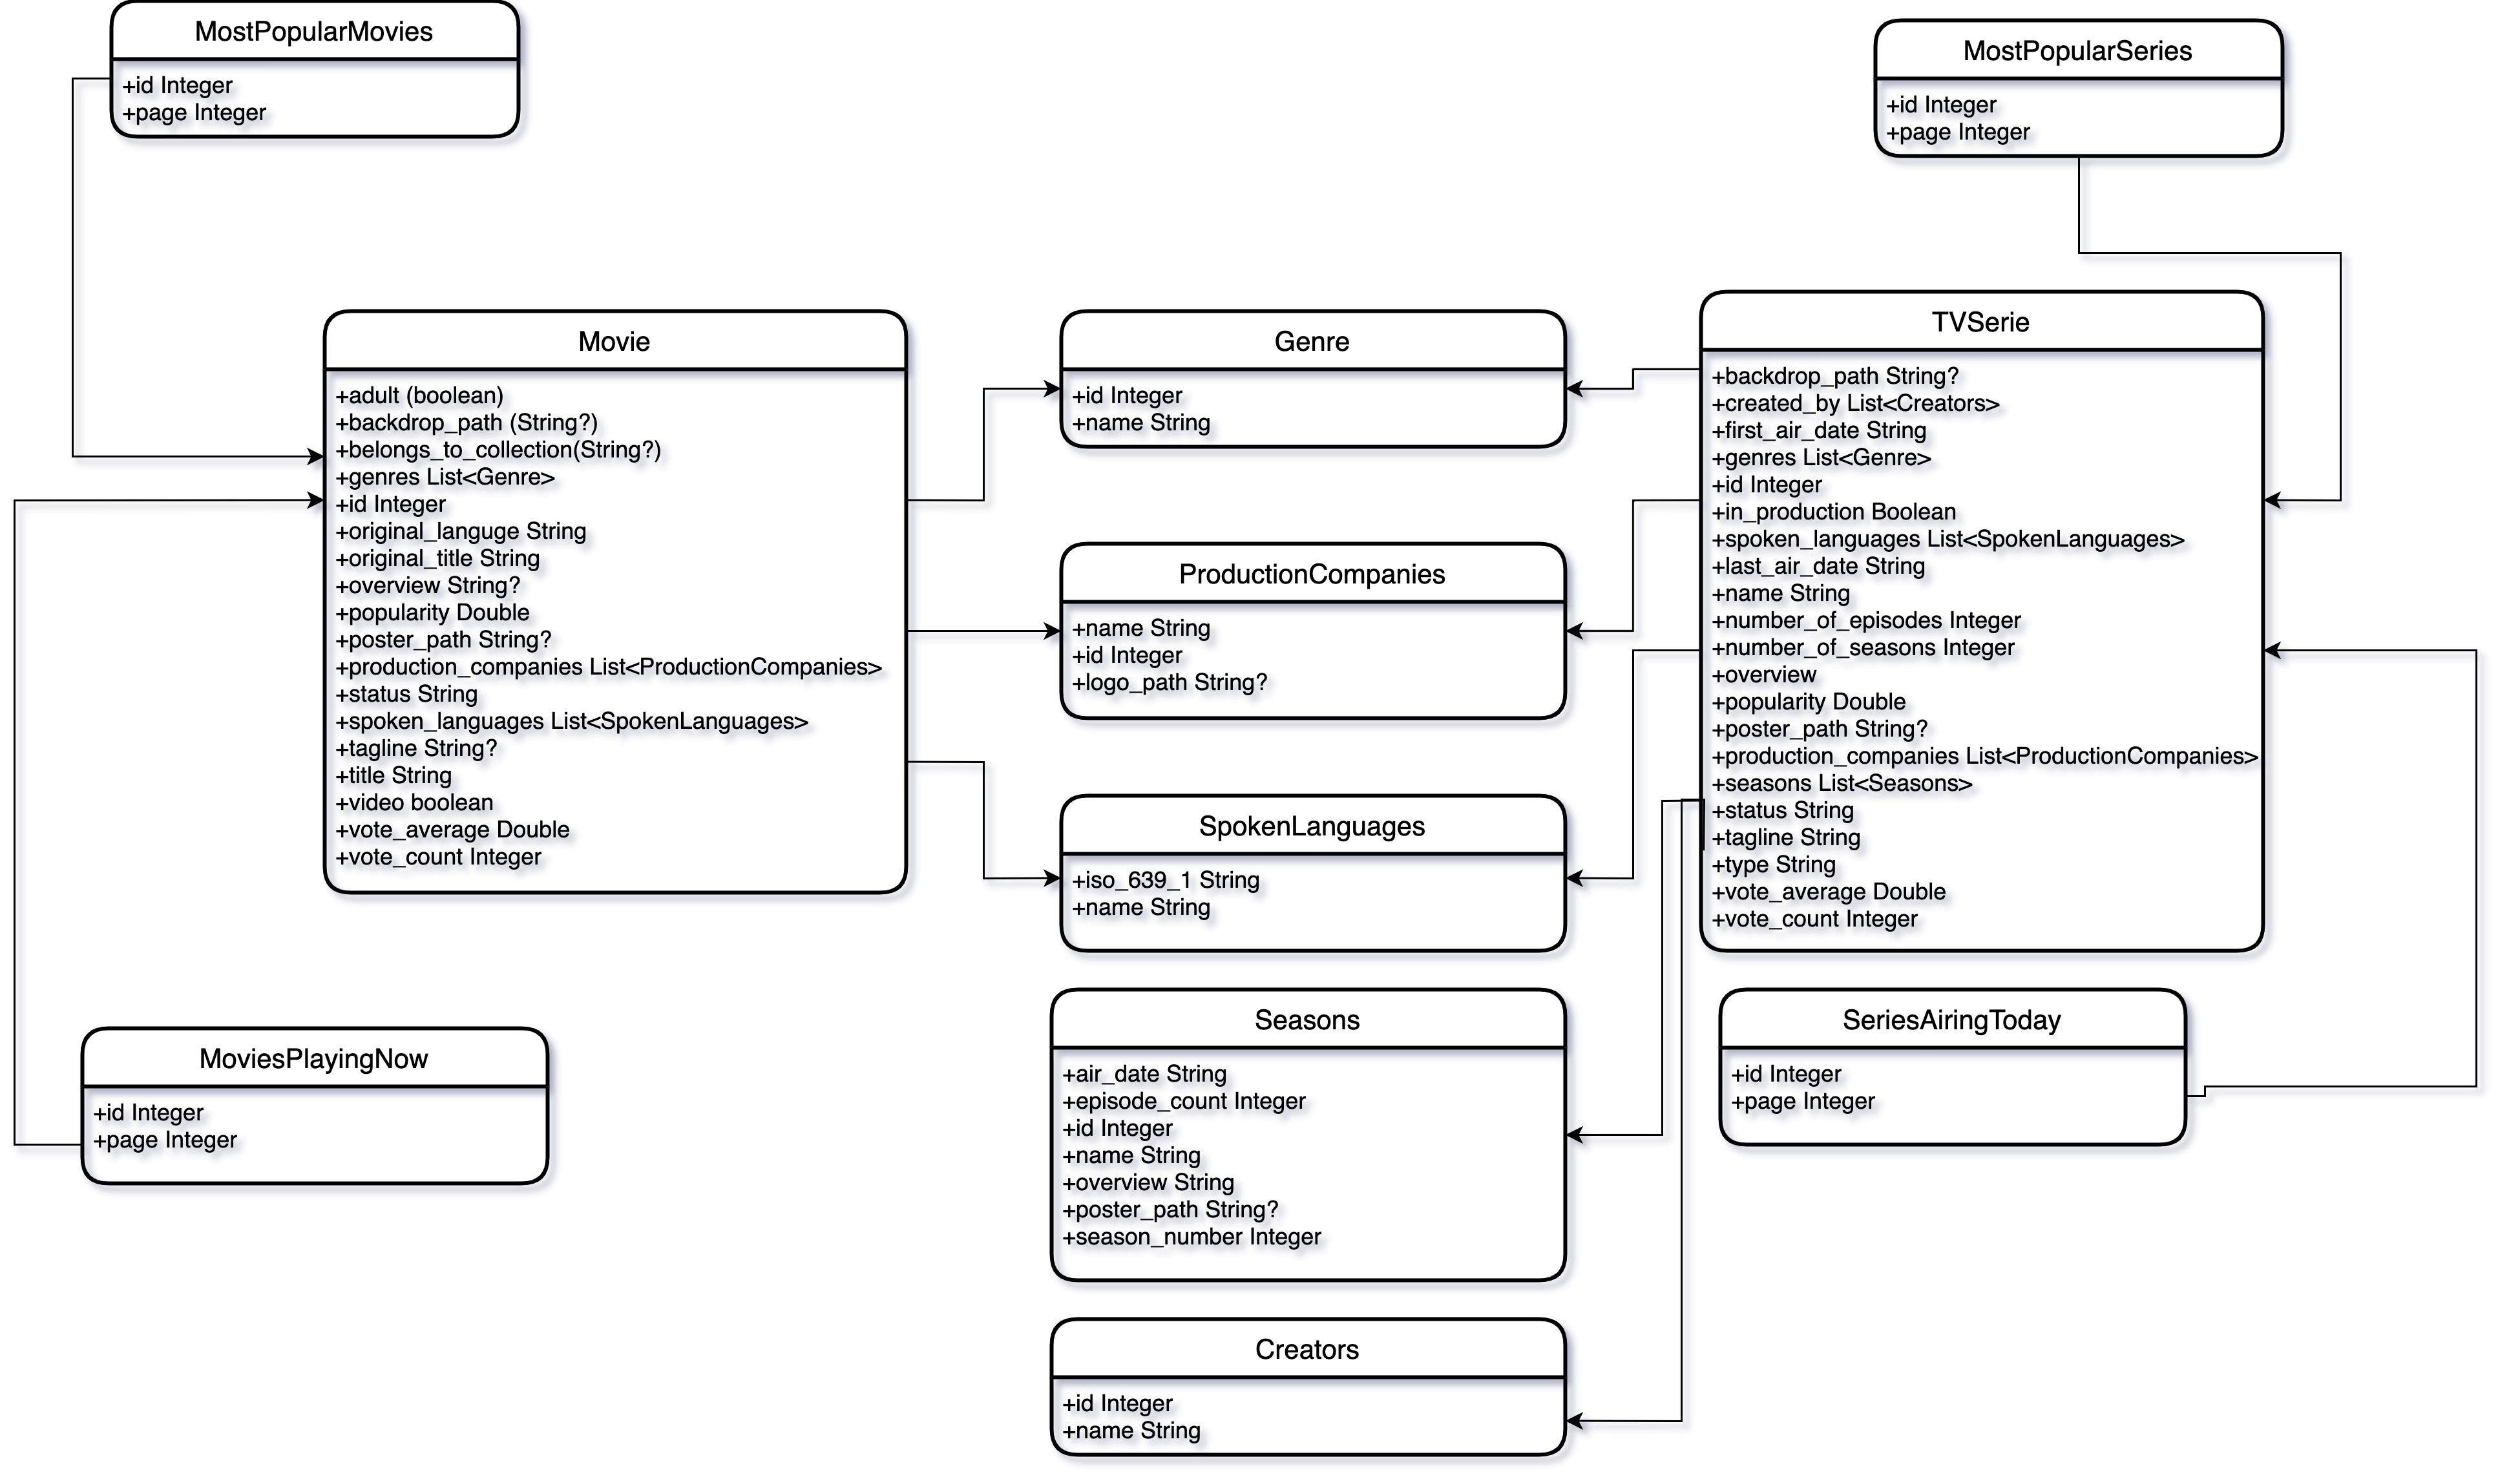 MostPopularMovies
+id Integer
+page Integer
MostPopularSeries
+id Integer
+page Integer
Movie
+adult (boolean)
+backdrop_path (String?)
+belongs_to_collection(String?)
+genres List<Genre>
+id Integer
+original_languge String
+original_title String
+overview String?
+popularity Double
+poster_path String?
+production_companies List<ProductionCompanies>
+status String
+spoken_languages List<SpokenLanguages>
+tagline String?
+title String
+video boolean
+vote_average Double
+vote_count Integer
Genre
+id Integer
+name String
ProductionCompanies
+name String
+id Integer
+logo_path String?
SpokenLanguages
+iso_639_1 String
+name String
TVSerie
+backdrop_path String?
+created_by List<Creators>
+first_air_date String
+genres List<Genre>
+id Integer
+in_production Boolean
+spoken_languages List<SpokenLanguages>
+last_air_date String
+name String
+number_of_episodes Integer
+number_of_seasons Integer
+overview
+popularity Double
+poster_path String?
+production_companies List<ProductionCompanies>
+seasons List<Seasons>
+status String
+tagline String
+type String
+vote_average Double
+vote_count Integer
MoviesPlayingNow
+id Integer
+page Integer
Seasons
+air_date String
+episode_count Integer
+id Integer
+name String
+overview String
+poster_path String?
+season_number Integer
SeriesAiringToday
+id Integer
+page Integer
Creators
+id Integer
+name String